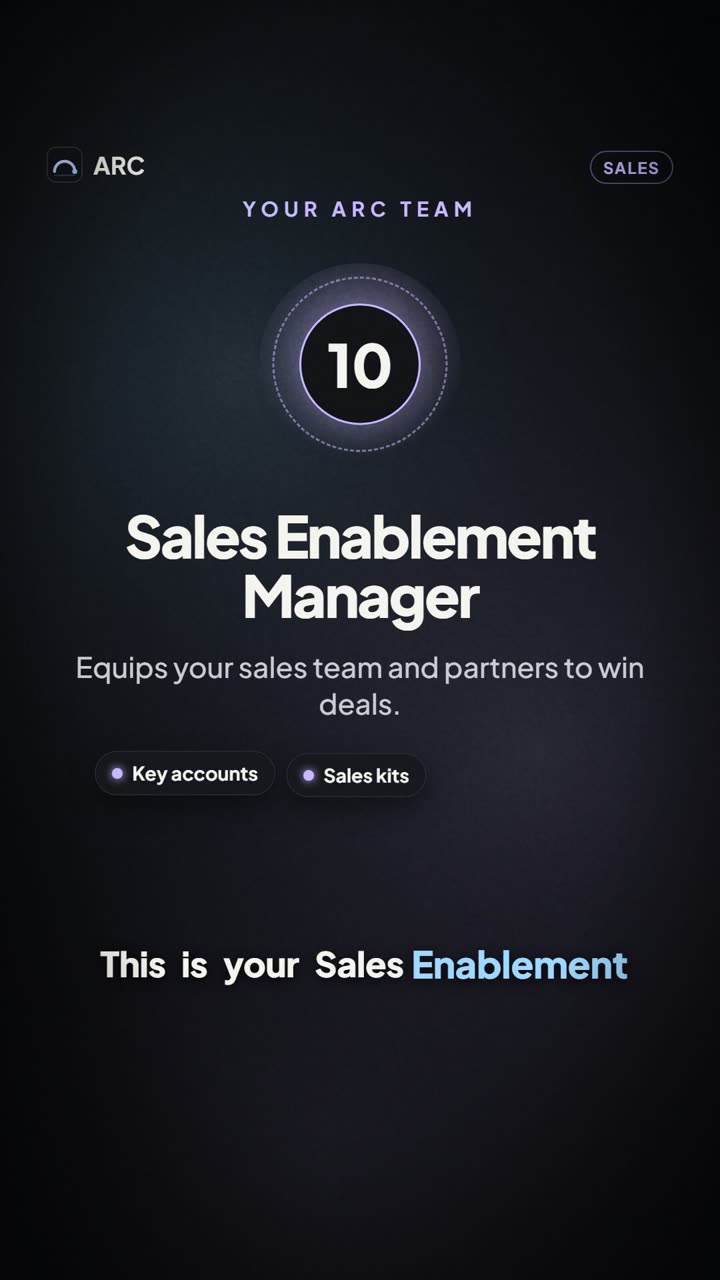 ARC
SALES
YOUR ARC TEAM
10
Sales Enablement
Manager
Equips your sales team and partners to win
deals.
Key accounts
Sales kits
This is your Sales Enablement